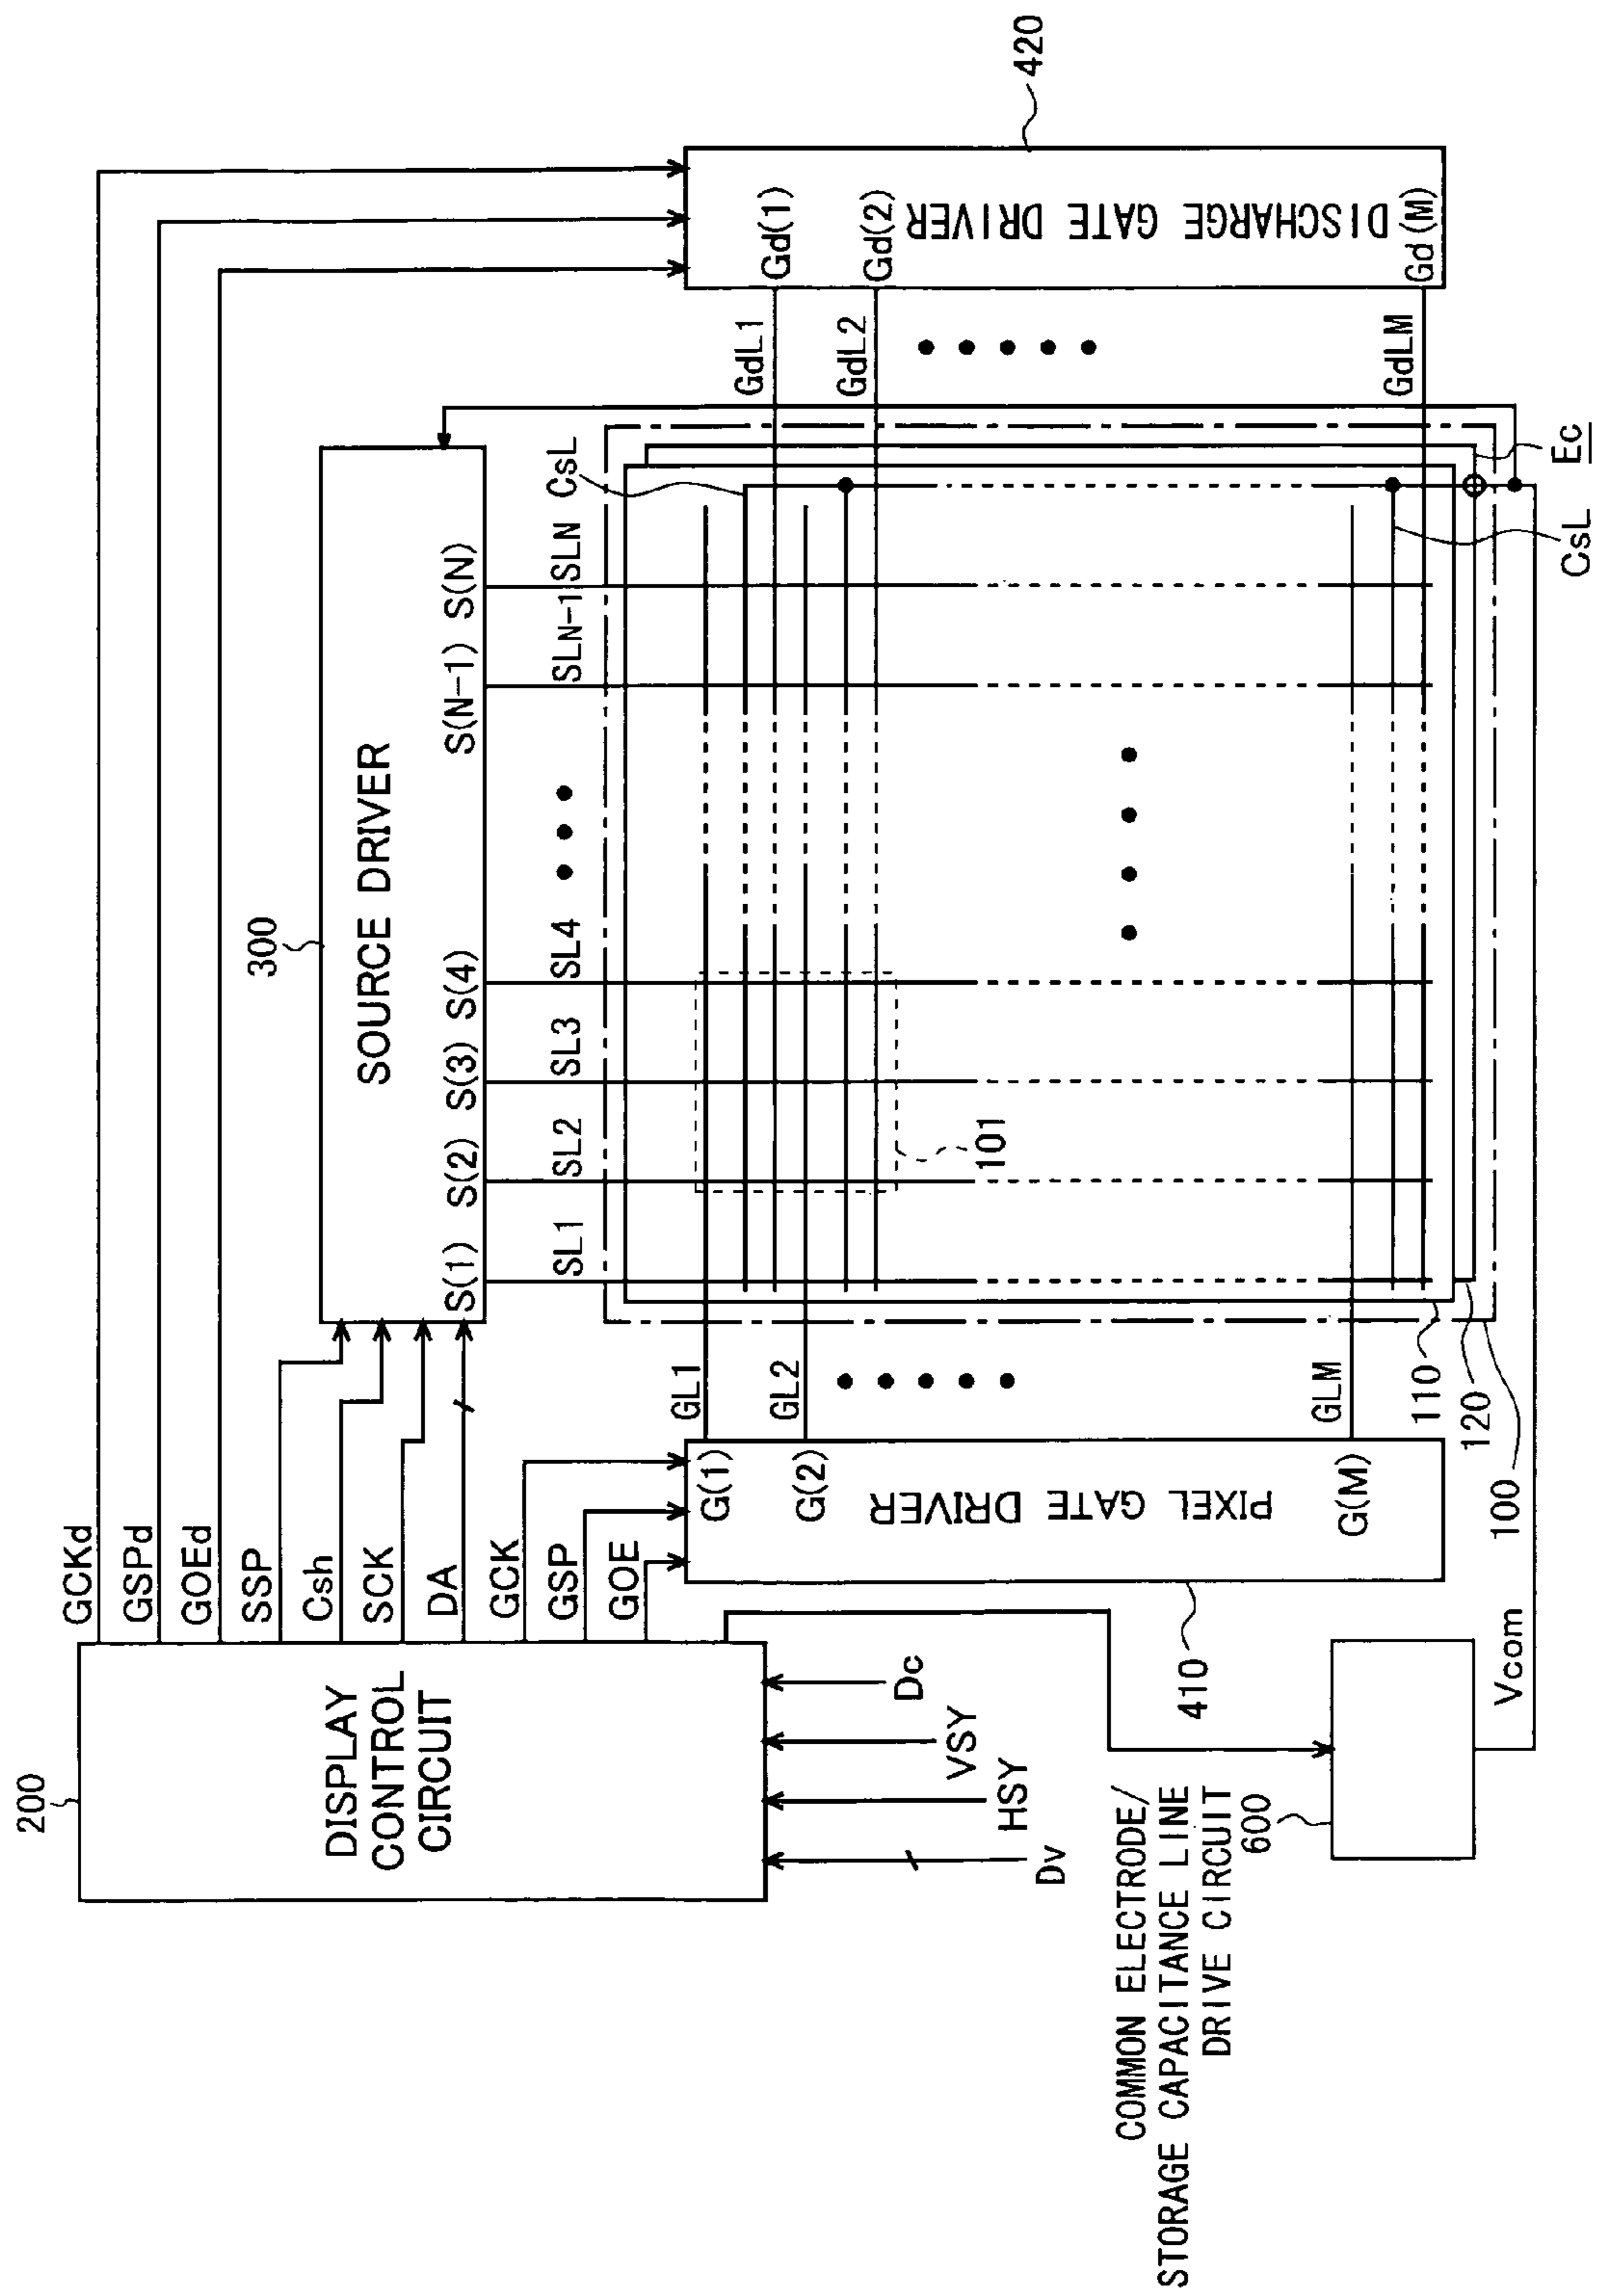 200
DISPLAY
CONTROL
CIRCUIT
GCKd
GSPd
GOEd
SSP
Csh
SCK
DA
GCK
GSP
GOE
Dv
HSY
VSY
Dc
300
SOURCE DRIVER
S(1)
S(2)
S(3)
S(4)
S(N-1)
S(N)
SL1
SL2
SL3
SL4
SLN-1
SLN
CsL
420
DISCHARGE GATE DRIVER
Gd(1)
Gd(2)
Gd(M)
GdL1
GdL2
GdLM
410
PIXEL GATE DRIVER
G(1)
G(2)
G(M)
GL1
GL2
GLM
101
110
120
100
CsL
Ec
Vcom
COMMON ELECTRODE/
STORAGE CAPACITANCE LINE
DRIVE CIRCUIT
600